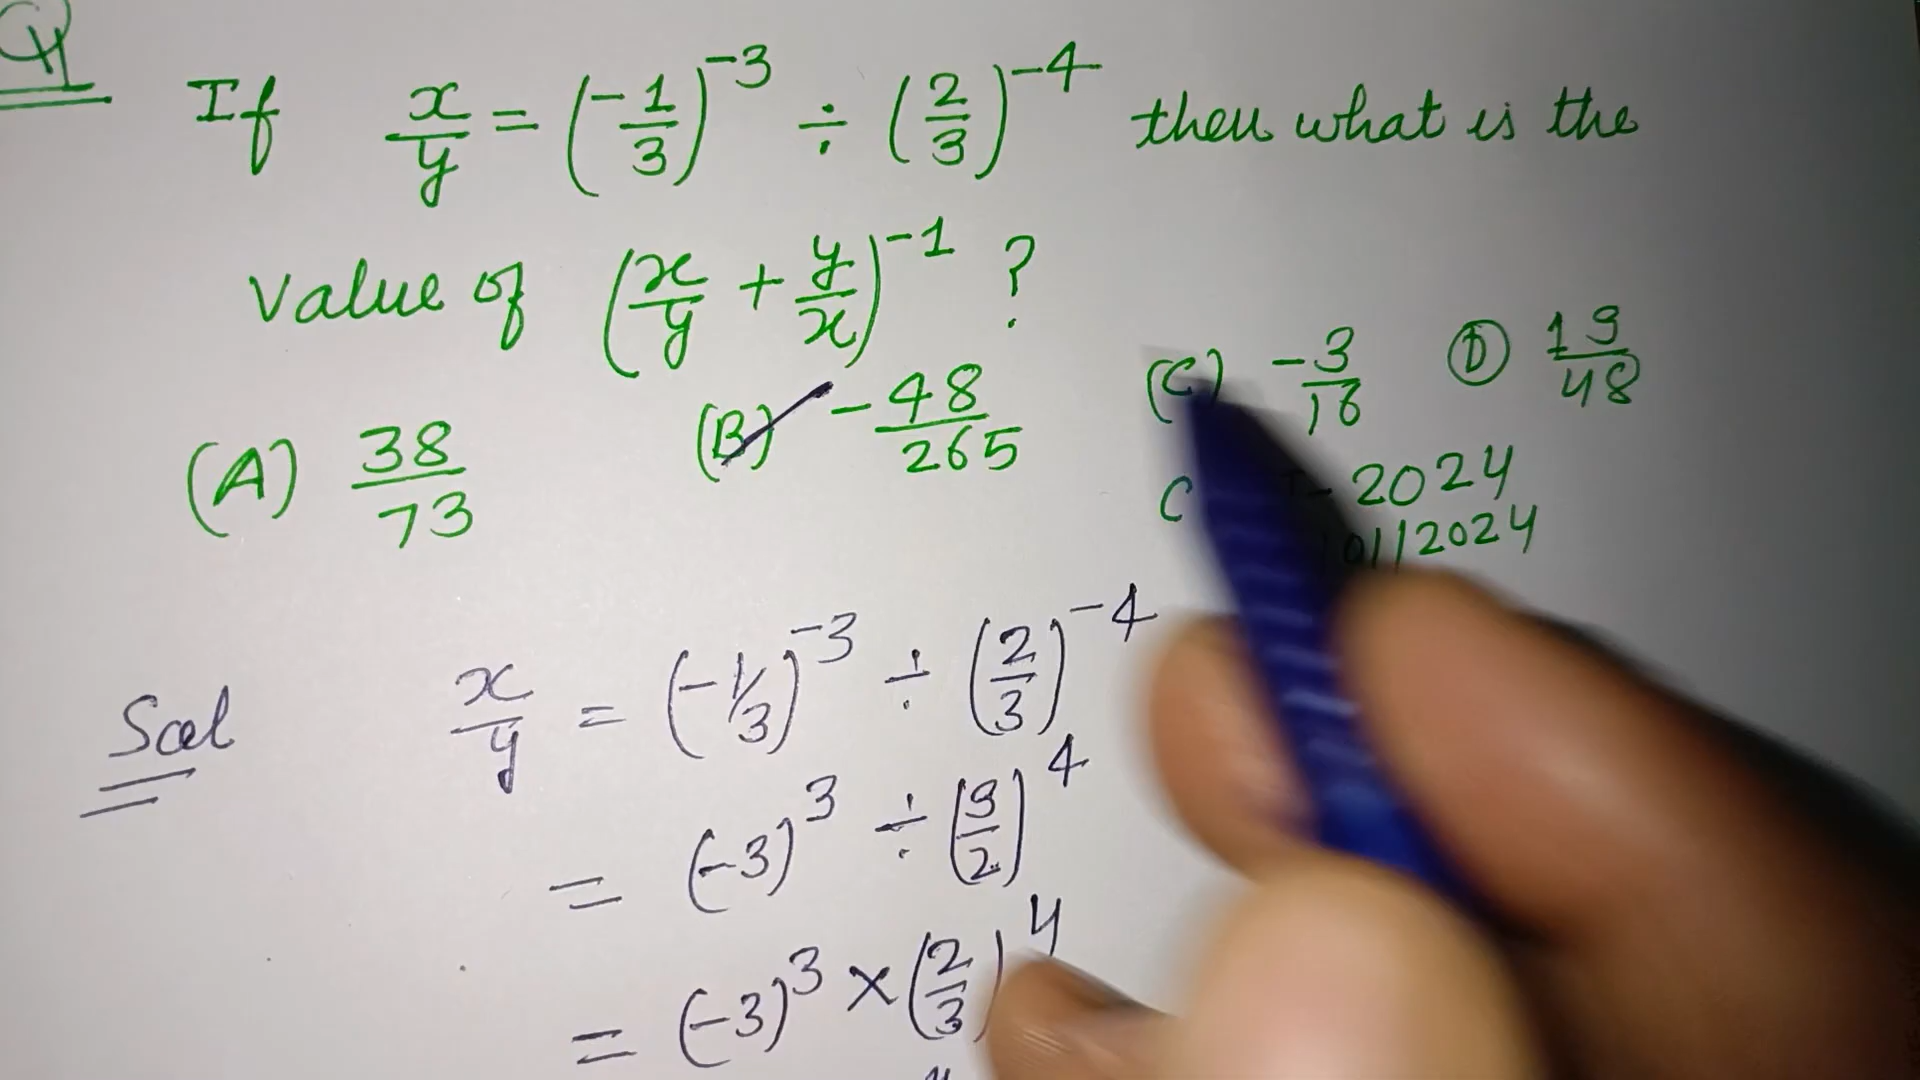 Q1
If x/y = (-1/3)^-3 ÷ (2/3)^-4 then what is the
value of (x/y + y/x)^-1 ?
(A) 38/73 (B) -48/265 (C) -3/16 (D) 19/48
C 2024
01/2024
Sol x/y = (-1/3)^-3 ÷ (2/3)^-4
= (-3)^3 ÷ (3/2)^4
= (-3)^3 × (2/3)^4